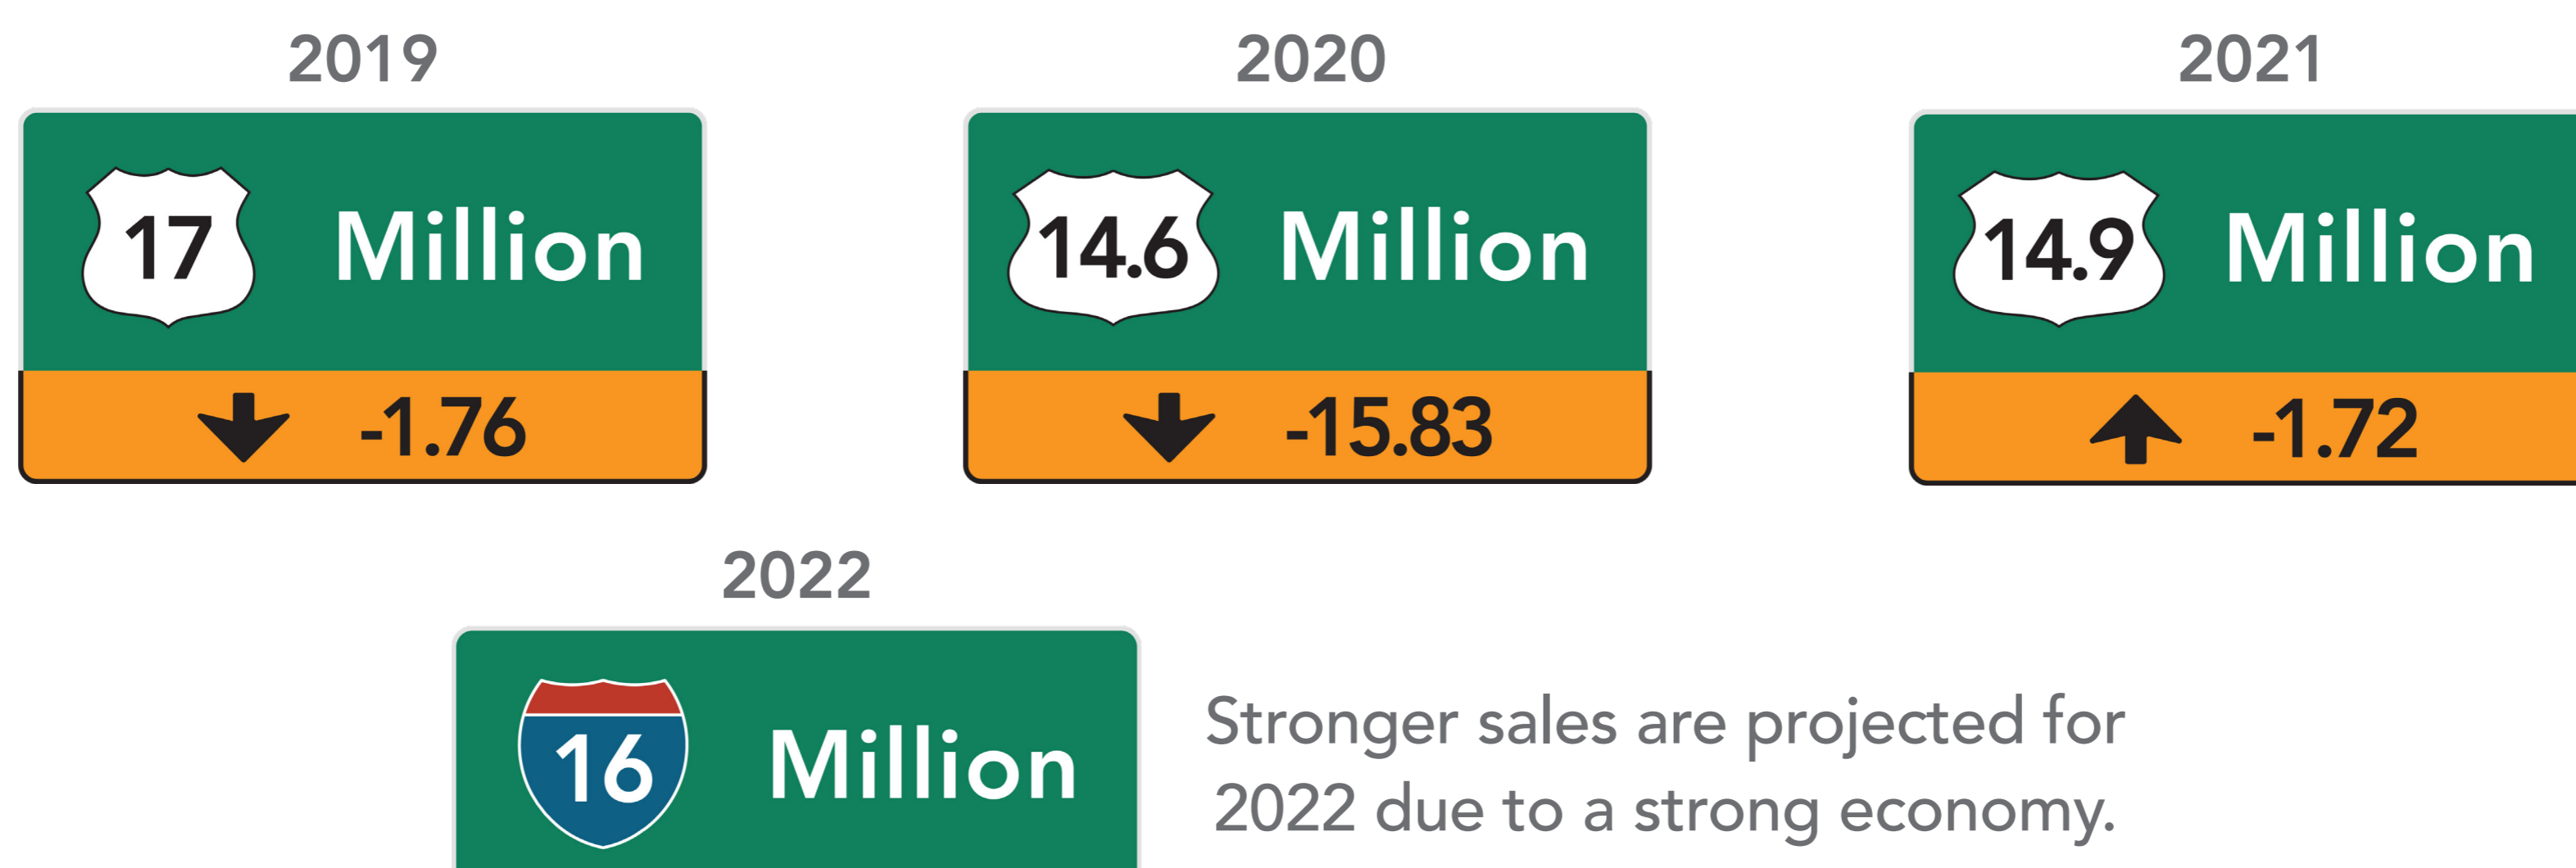 2019
2020
2021
17 Million
14.6 Million
14.9 Million
-1.76
-15.83
-1.72
2022
16 Million
Stronger sales are projected for
2022 due to a strong economy.